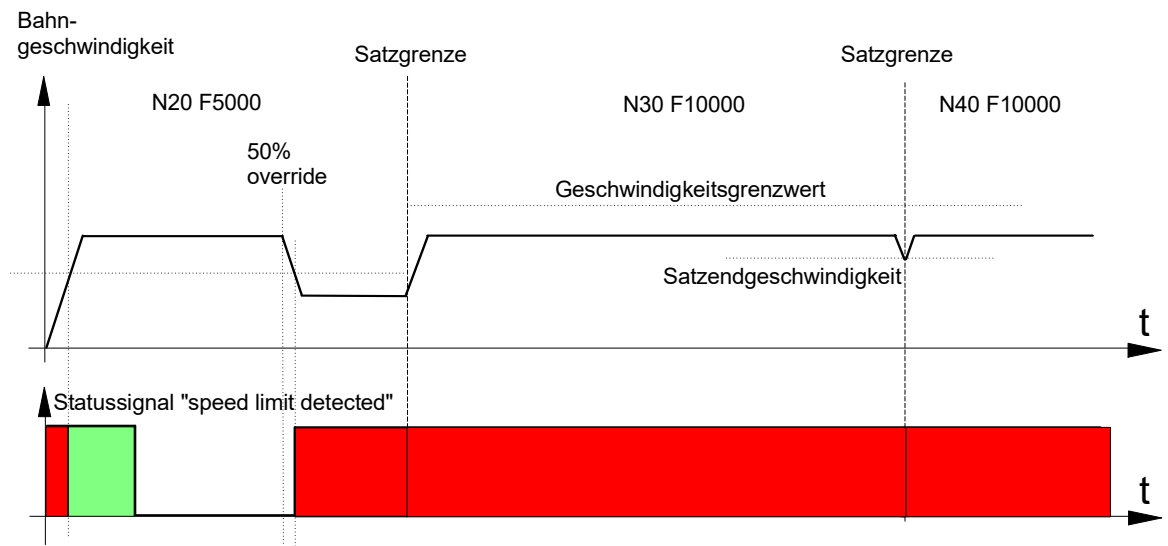 Bahn-
geschwindigkeit
Satzgrenze
Satzgrenze
N20 F5000
N30 F10000
N40 F10000
50%
override
Geschwindigkeitsgrenzwert
Satzendgeschwindigkeit
t
Statussignal "speed limit detected"
t